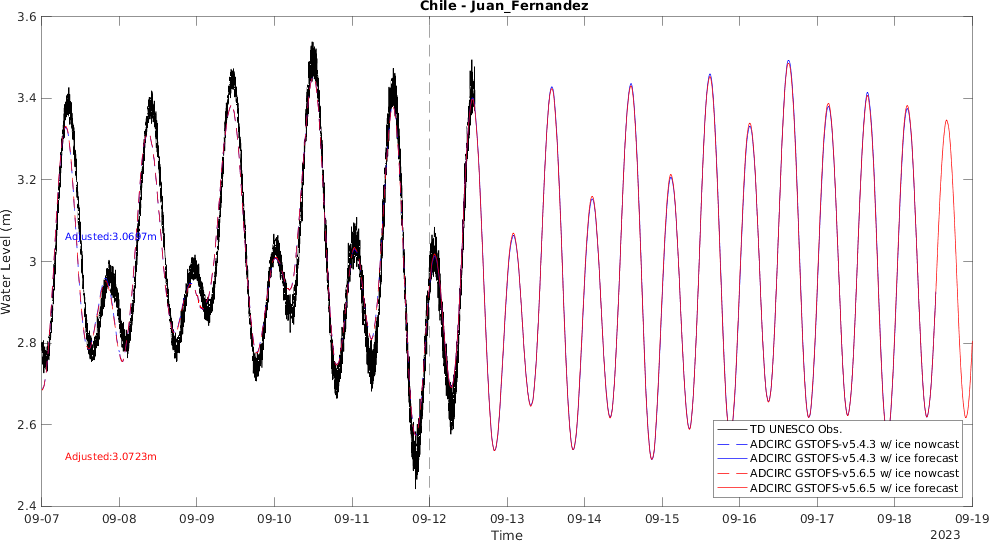 Chile - Juan_Fernandez
3.6
3.4
3.2
3
2.8
2.6
2.4
Water Level (m)
Adjusted:3.0697m
Adjusted:3.0723m
TD UNESCO Obs.
ADCIRC GSTOFS-v5.4.3 w/ ice nowcast
ADCIRC GSTOFS-v5.4.3 w/ ice forecast
ADCIRC GSTOFS-v5.6.5 w/ ice nowcast
ADCIRC GSTOFS-v5.6.5 w/ ice forecast
09-07 09-08 09-09 09-10 09-11 09-12 09-13 09-14 09-15 09-16 09-17 09-18 09-19
Time
2023